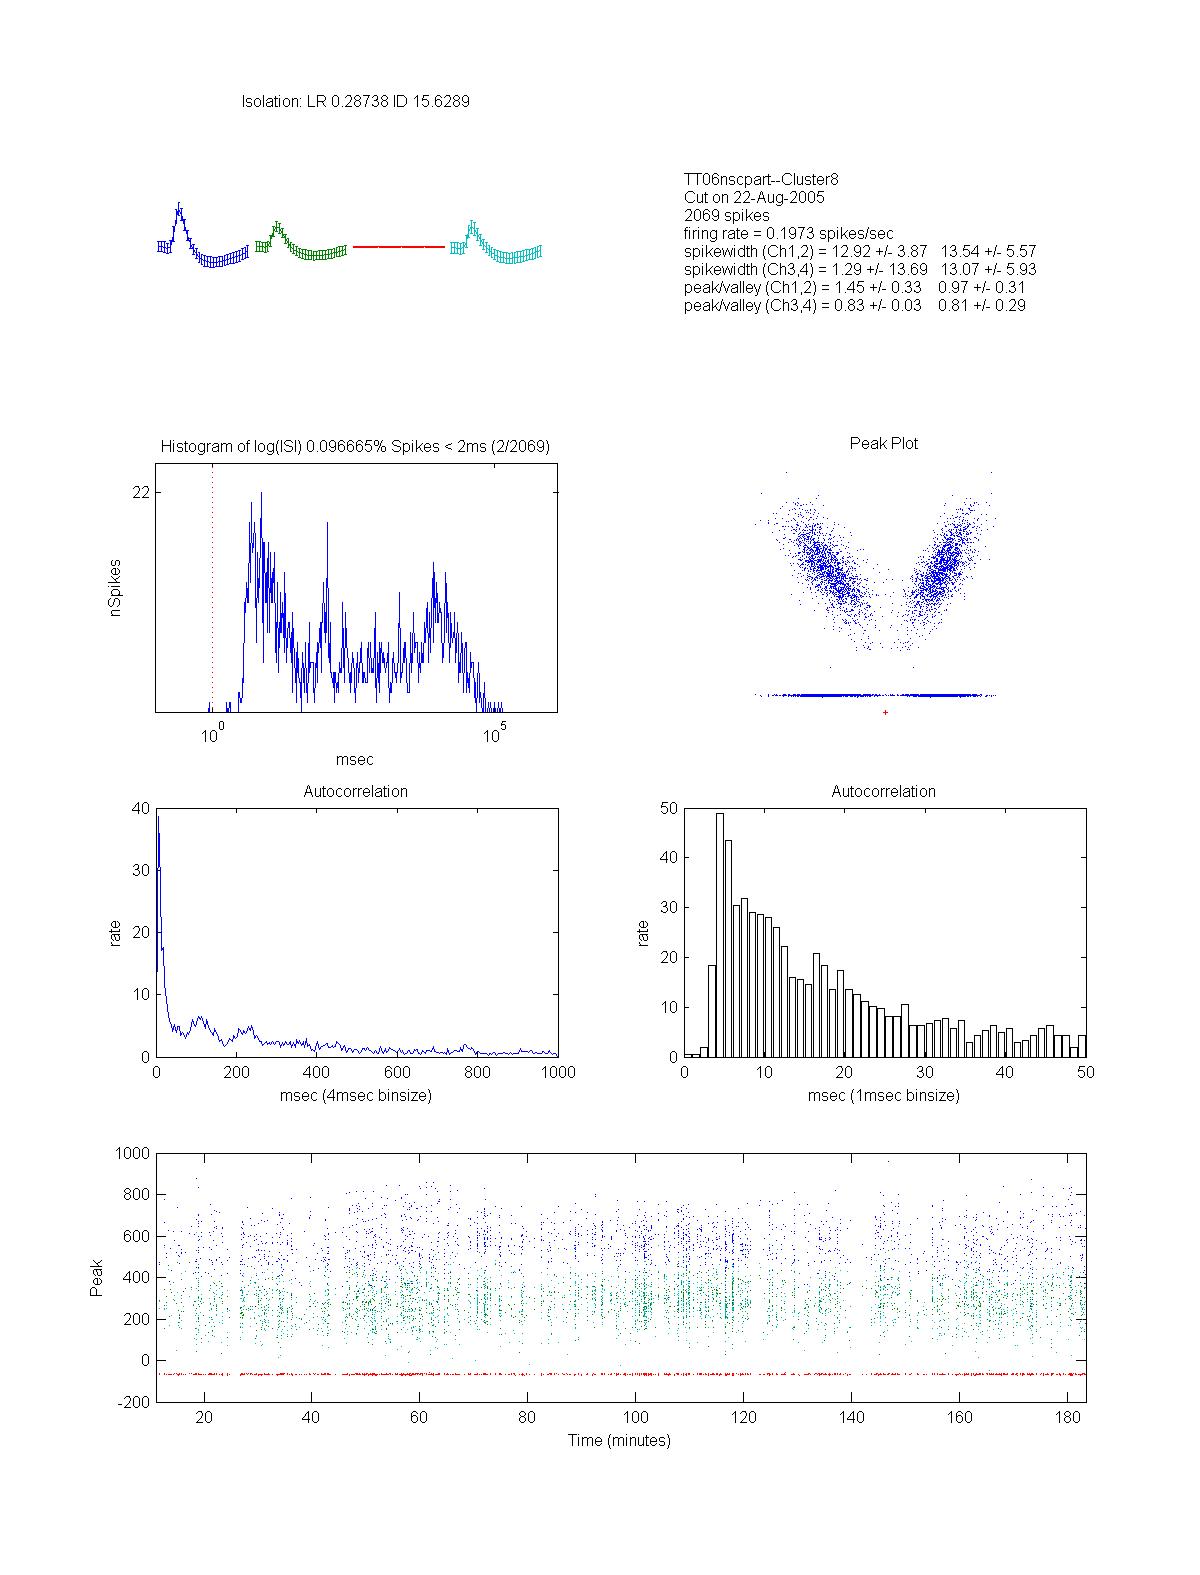 Isolation: LR 0.28738 ID 15.6289
TT06nscpart--Cluster8
Cut on 22-Aug-2005
2069 spikes
firing rate = 0.1973 spikes/sec
spikewidth (Ch1,2) = 12.92 +/- 3.87 13.54 +/- 5.57
spikewidth (Ch3,4) = 1.29 +/- 13.69 13.07 +/- 5.93
peak/valley (Ch1,2) = 1.45 +/- 0.33 0.97 +/- 0.31
peak/valley (Ch3,4) = 0.83 +/- 0.03 0.81 +/- 0.29
Histogram of log(ISI) 0.096665% Spikes < 2ms (2/2069)
22
nSpikes
10^0 10^5
msec
Peak Plot
Autocorrelation
40
30
20
10
0
rate
0 200 400 600 800 1000
msec (4msec binsize)
Autocorrelation
50
40
30
20
10
0
rate
0 10 20 30 40 50
msec (1msec binsize)
1000
800
600
400
200
0
-200
Peak
20 40 60 80 100 120 140 160 180
Time (minutes)